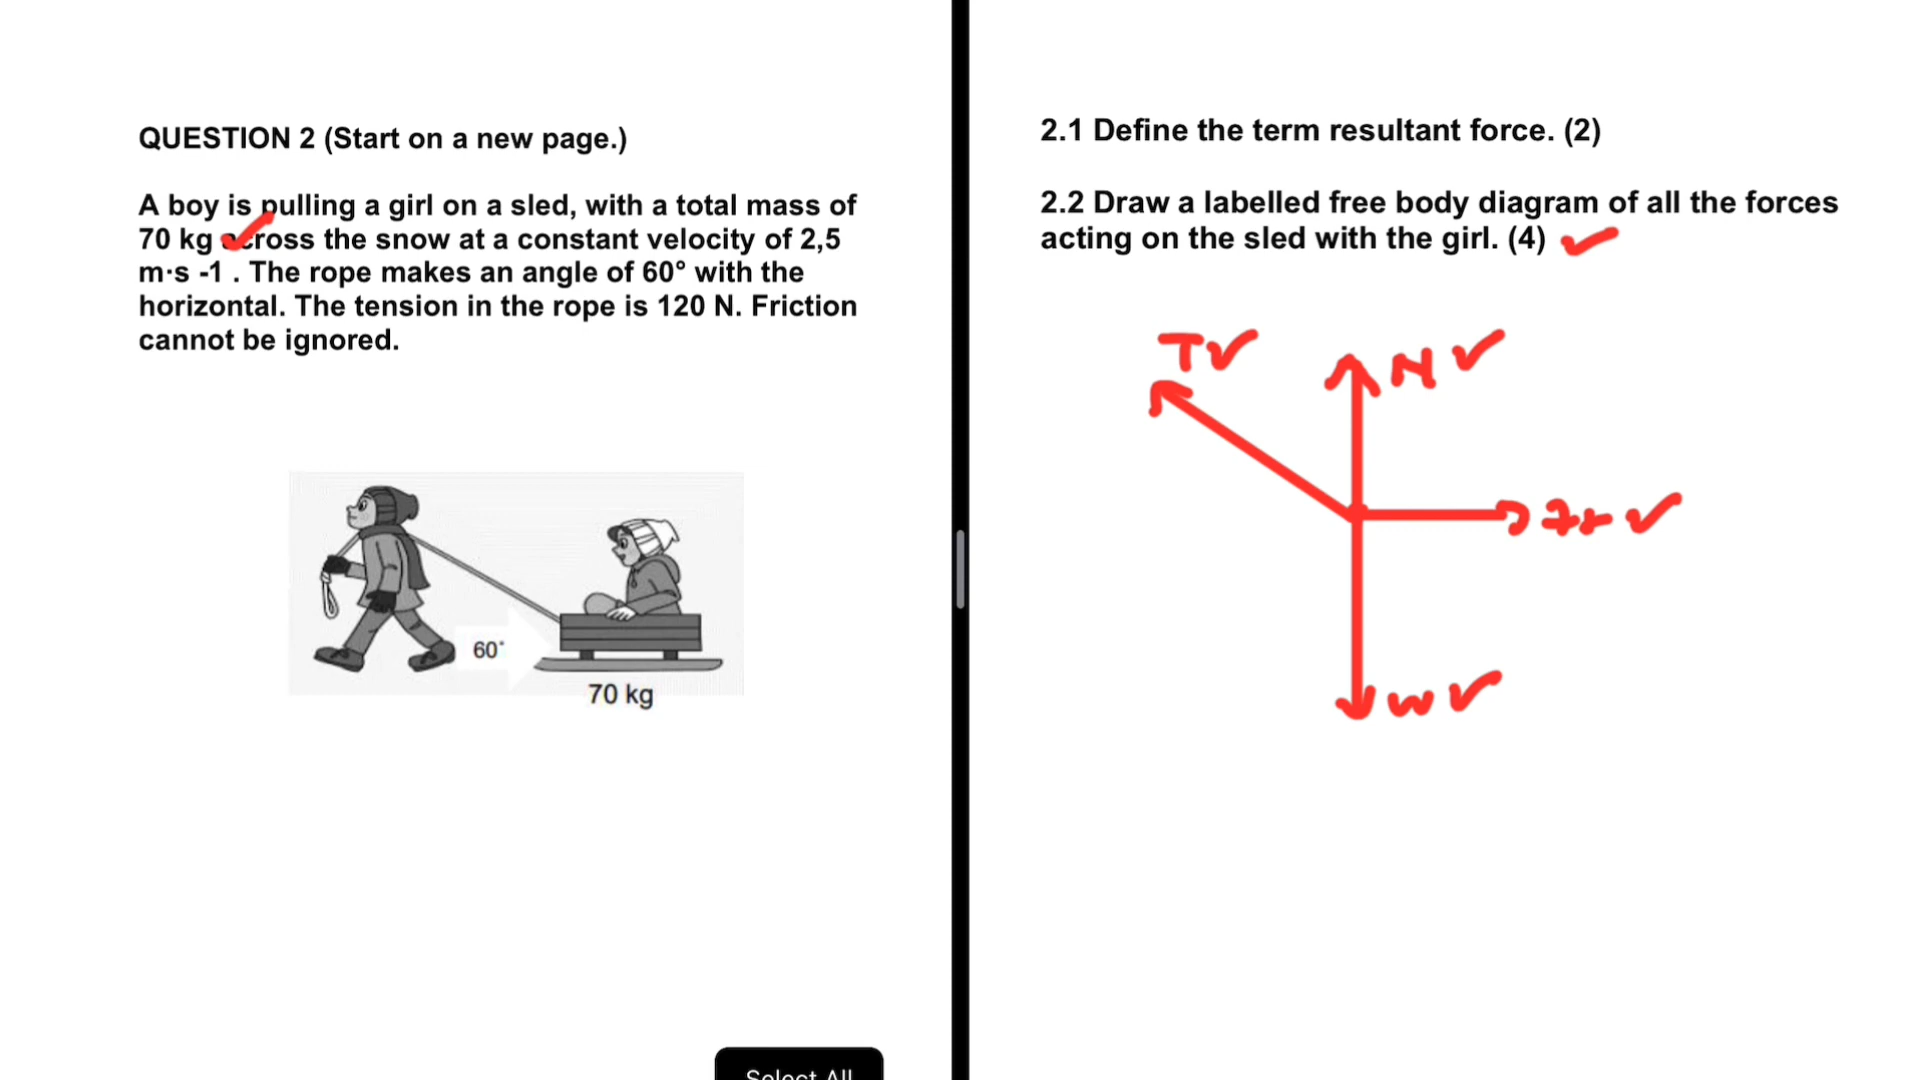 QUESTION 2 (Start on a new page.)
A boy is pulling a girl on a sled, with a total mass of
70 kg across the snow at a constant velocity of 2,5
m·s -1 . The rope makes an angle of 60º with the
horizontal. The tension in the rope is 120 N. Friction
cannot be ignored.
60°
70 kg
2.1 Define the term resultant force. (2)
2.2 Draw a labelled free body diagram of all the forces
acting on the sled with the girl. (4)
T
N
W
Select All